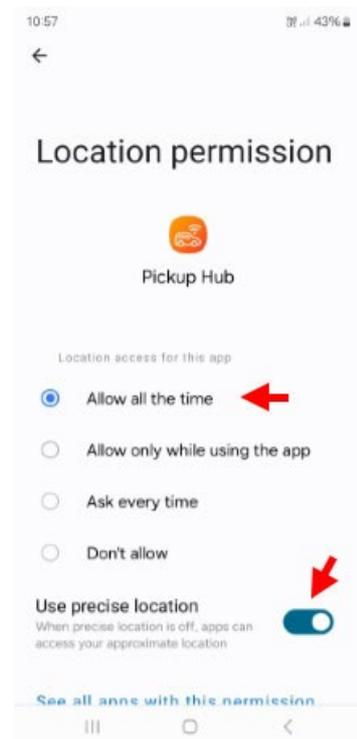 10:57
43%
Location permission
Pickup Hub
Location access for this app
Allow all the time
Allow only while using the app
Ask every time
Don't allow
Use precise location
When precise location is off, apps can
access your approximate location
See all apps with this permission